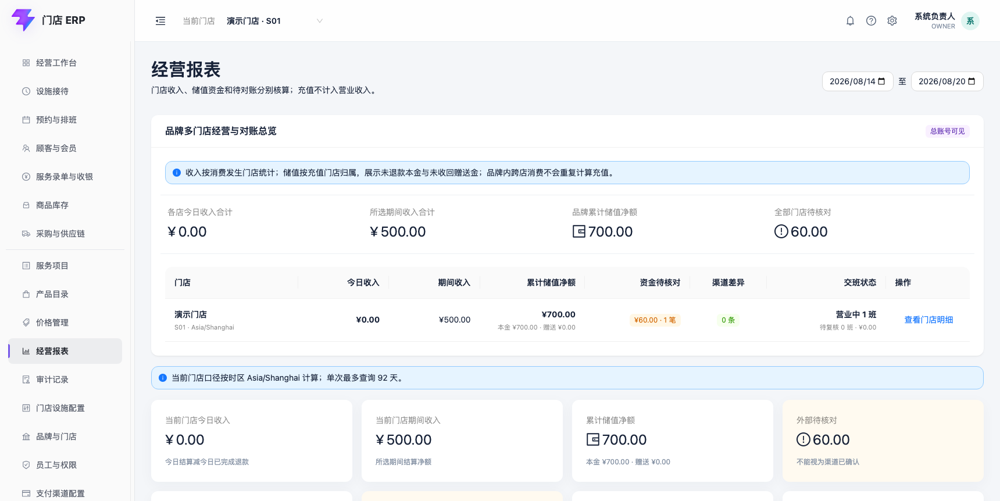 门店 ERP
当前门店 演示门店 · S01
系统负责人
OWNER
系
经营工作台
设施接待
预约与排班
顾客与会员
服务录单与收银
商品库存
采购与供应链
服务项目
产品目录
价格管理
经营报表
审计记录
门店设施配置
品牌与门店
员工与权限
支付渠道配置
经营报表
门店收入、储值资金和待对账分别核算；充值不计入营业收入。
2026/08/14 至 2026/08/20
品牌多门店经营与对账总览
总账号可见
收入按消费发生门店统计；储值按充值门店归属，展示未退款本金与未收回赠送金；品牌内跨店消费不会重复计算充值。
各店今日收入合计
¥ 0.00
所选期间收入合计
¥ 500.00
品牌累计储值净额
700.00
全部门店待核对
60.00
门店 今日收入 期间收入 累计储值净额 资金待核对 渠道差异 交班状态 操作
演示门店
S01 · Asia/Shanghai
¥0.00
¥500.00
¥700.00
本金 ¥700.00 · 赠送 ¥0.00
¥60.00 · 1 笔
0 条
营业中 1 班
待复核 0 班 · ¥0.00
查看门店明细
当前门店口径按时区 Asia/Shanghai 计算；单次最多查询 92 天。
当前门店今日收入
¥ 0.00
今日结算减今日已完成退款
当前门店期间收入
¥ 500.00
所选期间结算净额
累计储值净额
700.00
本金 ¥700.00 · 赠送 ¥0.00
外部待核对
60.00
不能视为渠道已确认